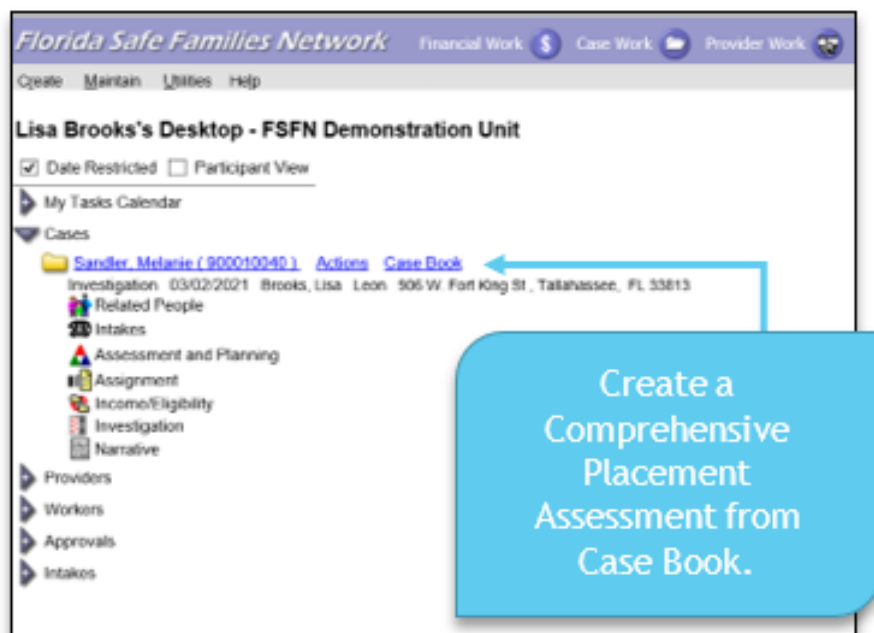 Florida Safe Families Network Financial Work $ Case Work Provider Work
Create Maintain Utilities Help
Lisa Brooks's Desktop - FSFN Demonstration Unit
Date Restricted Participant View
My Tasks Calendar
Cases
Sandler, Melanie ( 900010040 ) Actions Case Book
Investigation 03/02/2021 Brooks, Lisa Leon 906 W. Fort King St , Tallahassee, FL 33813
Related People
Intakes
Assessment and Planning
Assignment
Income/Eligibility
Investigation
Narrative
Providers
Workers
Approvals
Intakes
Create a
Comprehensive
Placement
Assessment from
Case Book.